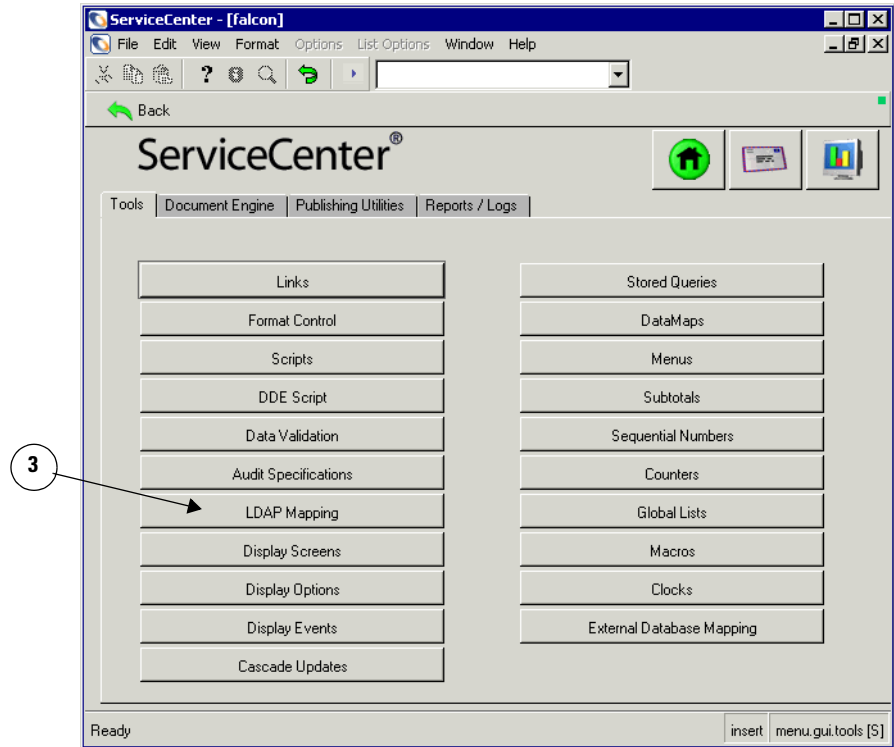 ServiceCenter - [falcon]
File Edit View Format Options List Options Window Help
?
Back
ServiceCenter®
Tools Document Engine Publishing Utilities Reports / Logs
Links Stored Queries
Format Control DataMaps
Scripts Menus
DDE Script Subtotals
Data Validation Sequential Numbers
3
Audit Specifications Counters
LDAP Mapping Global Lists
Display Screens Macros
Display Options Clocks
Display Events External Database Mapping
Cascade Updates
Ready insert menu.gui.tools [S]